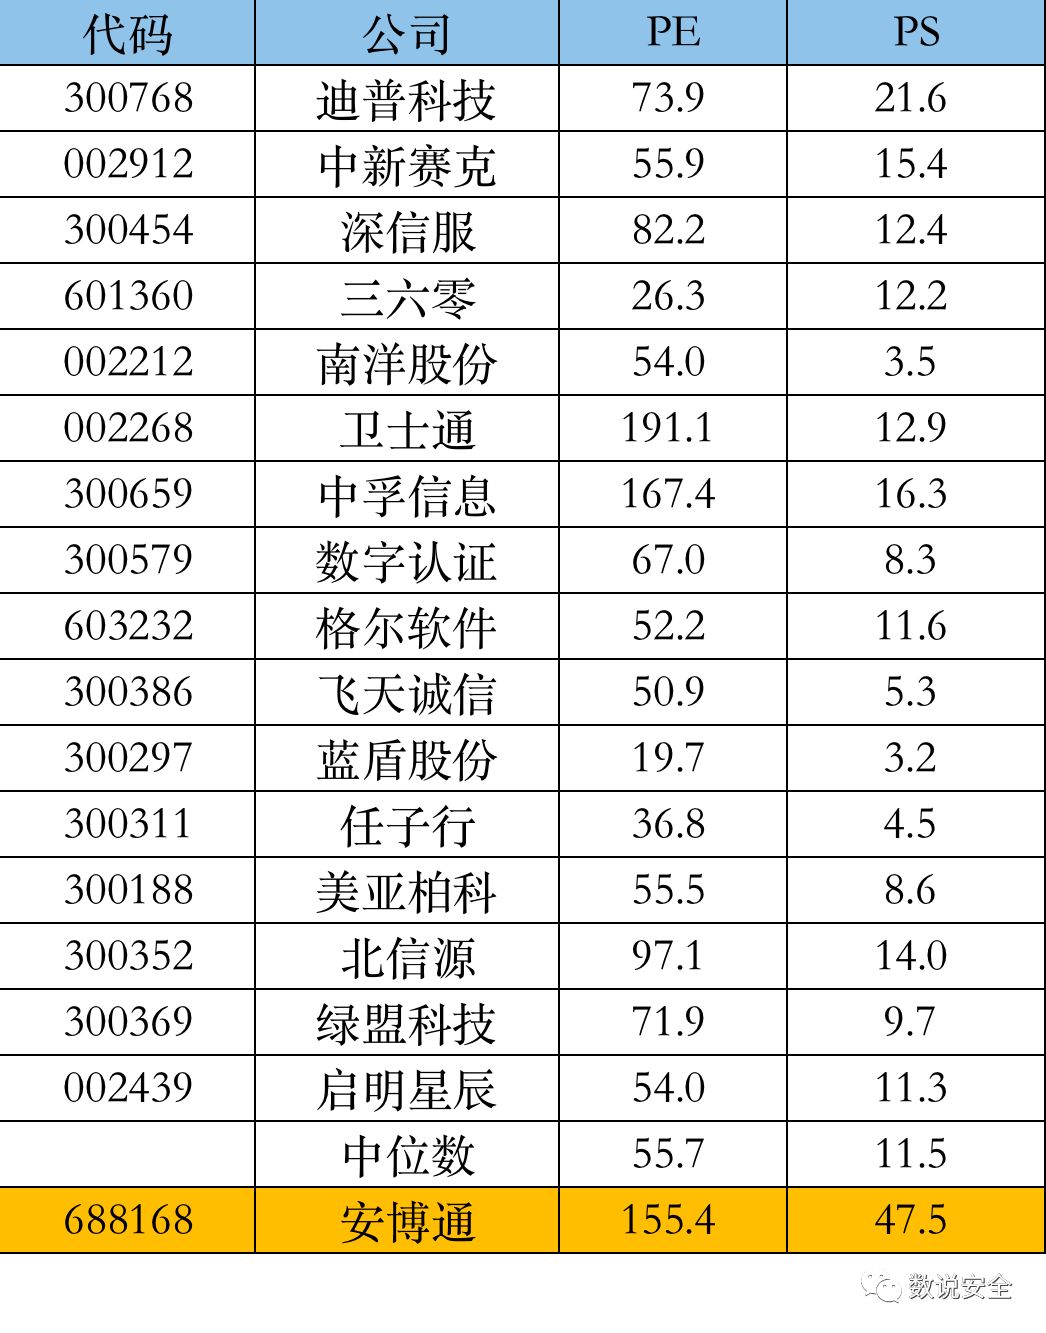 代码 公司 PE PS
300768 迪普科技 73.9 21.6
002912 中新赛克 55.9 15.4
300454 深信服 82.2 12.4
601360 三六零 26.3 12.2
002212 南洋股份 54.0 3.5
002268 卫士通 191.1 12.9
300659 中孚信息 167.4 16.3
300579 数字认证 67.0 8.3
603232 格尔软件 52.2 11.6
300386 飞天诚信 50.9 5.3
300297 蓝盾股份 19.7 3.2
300311 任子行 36.8 4.5
300188 美亚柏科 55.5 8.6
300352 北信源 97.1 14.0
300369 绿盟科技 71.9 9.7
002439 启明星辰 54.0 11.3
中位数 55.7 11.5
688168 安博通 155.4 47.5
数说安全